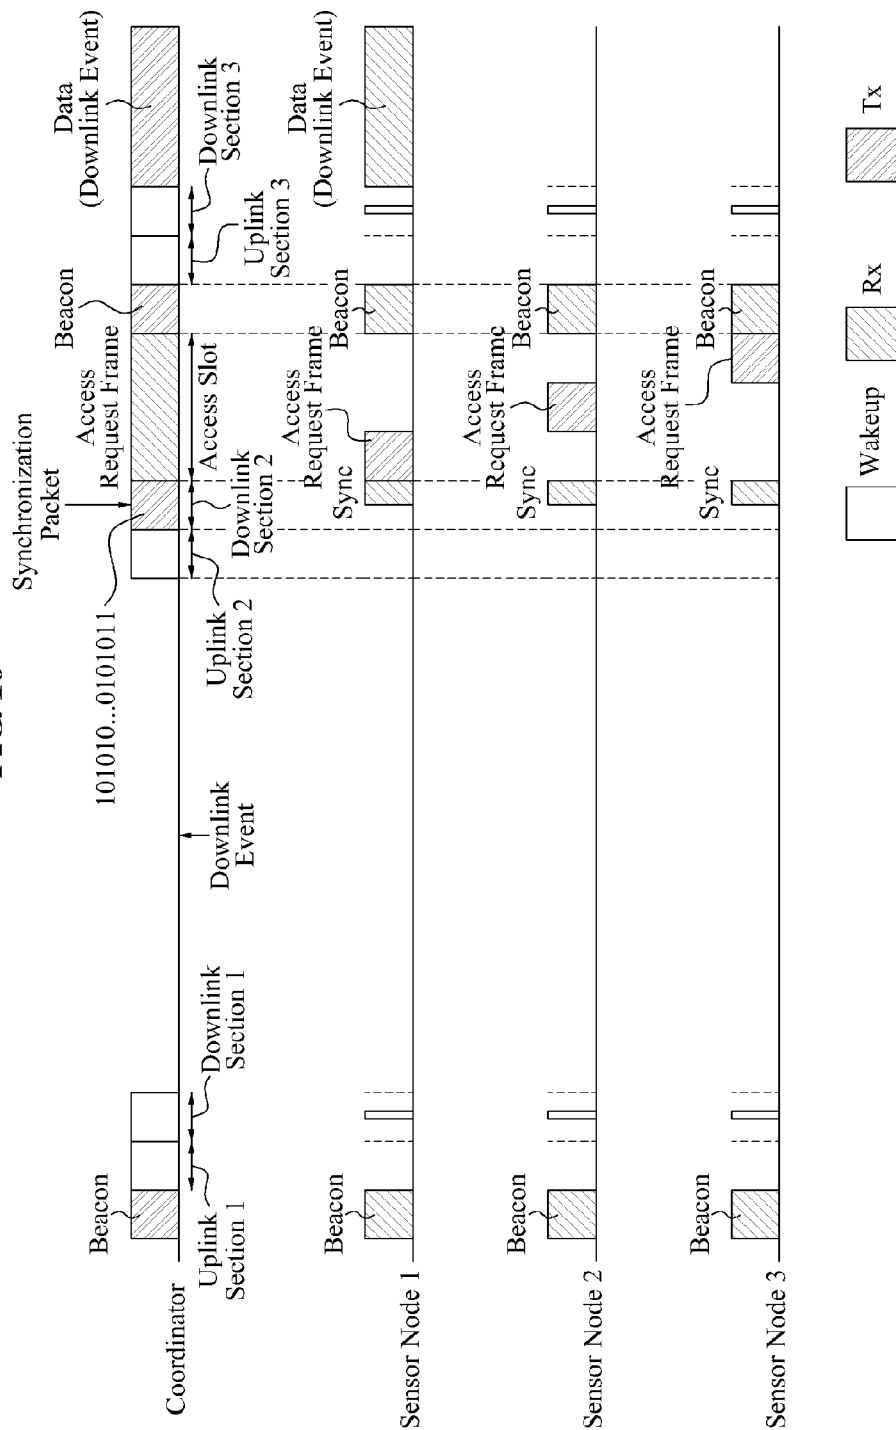 Synchronization
Packet
101010...0101011
Beacon
Access
Request Frame
Beacon
Data
(Downlink Event)
Coordinator
Uplink
Section 1
Downlink
Section 1
Downlink
Event
Uplink
Section 2
Downlink
Section 2
Access Slot
Uplink
Section 3
Downlink
Section 3
Sensor Node 1
Beacon
Sync
Access
Request Frame
Beacon
Data
(Downlink Event)
Sensor Node 2
Beacon
Sync
Access
Request Frame
Beacon
Sensor Node 3
Beacon
Sync
Access
Request Frame
Beacon
Wakeup
Rx
Tx